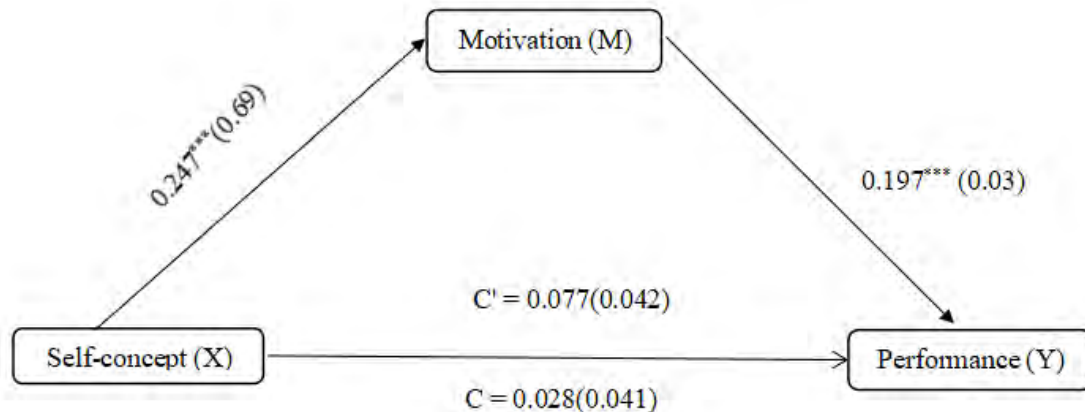 Motivation (M)
0.247***(0.69)
0.197*** (0.03)
C' = 0.077(0.042)
Self-concept (X)
Performance (Y)
C = 0.028(0.041)